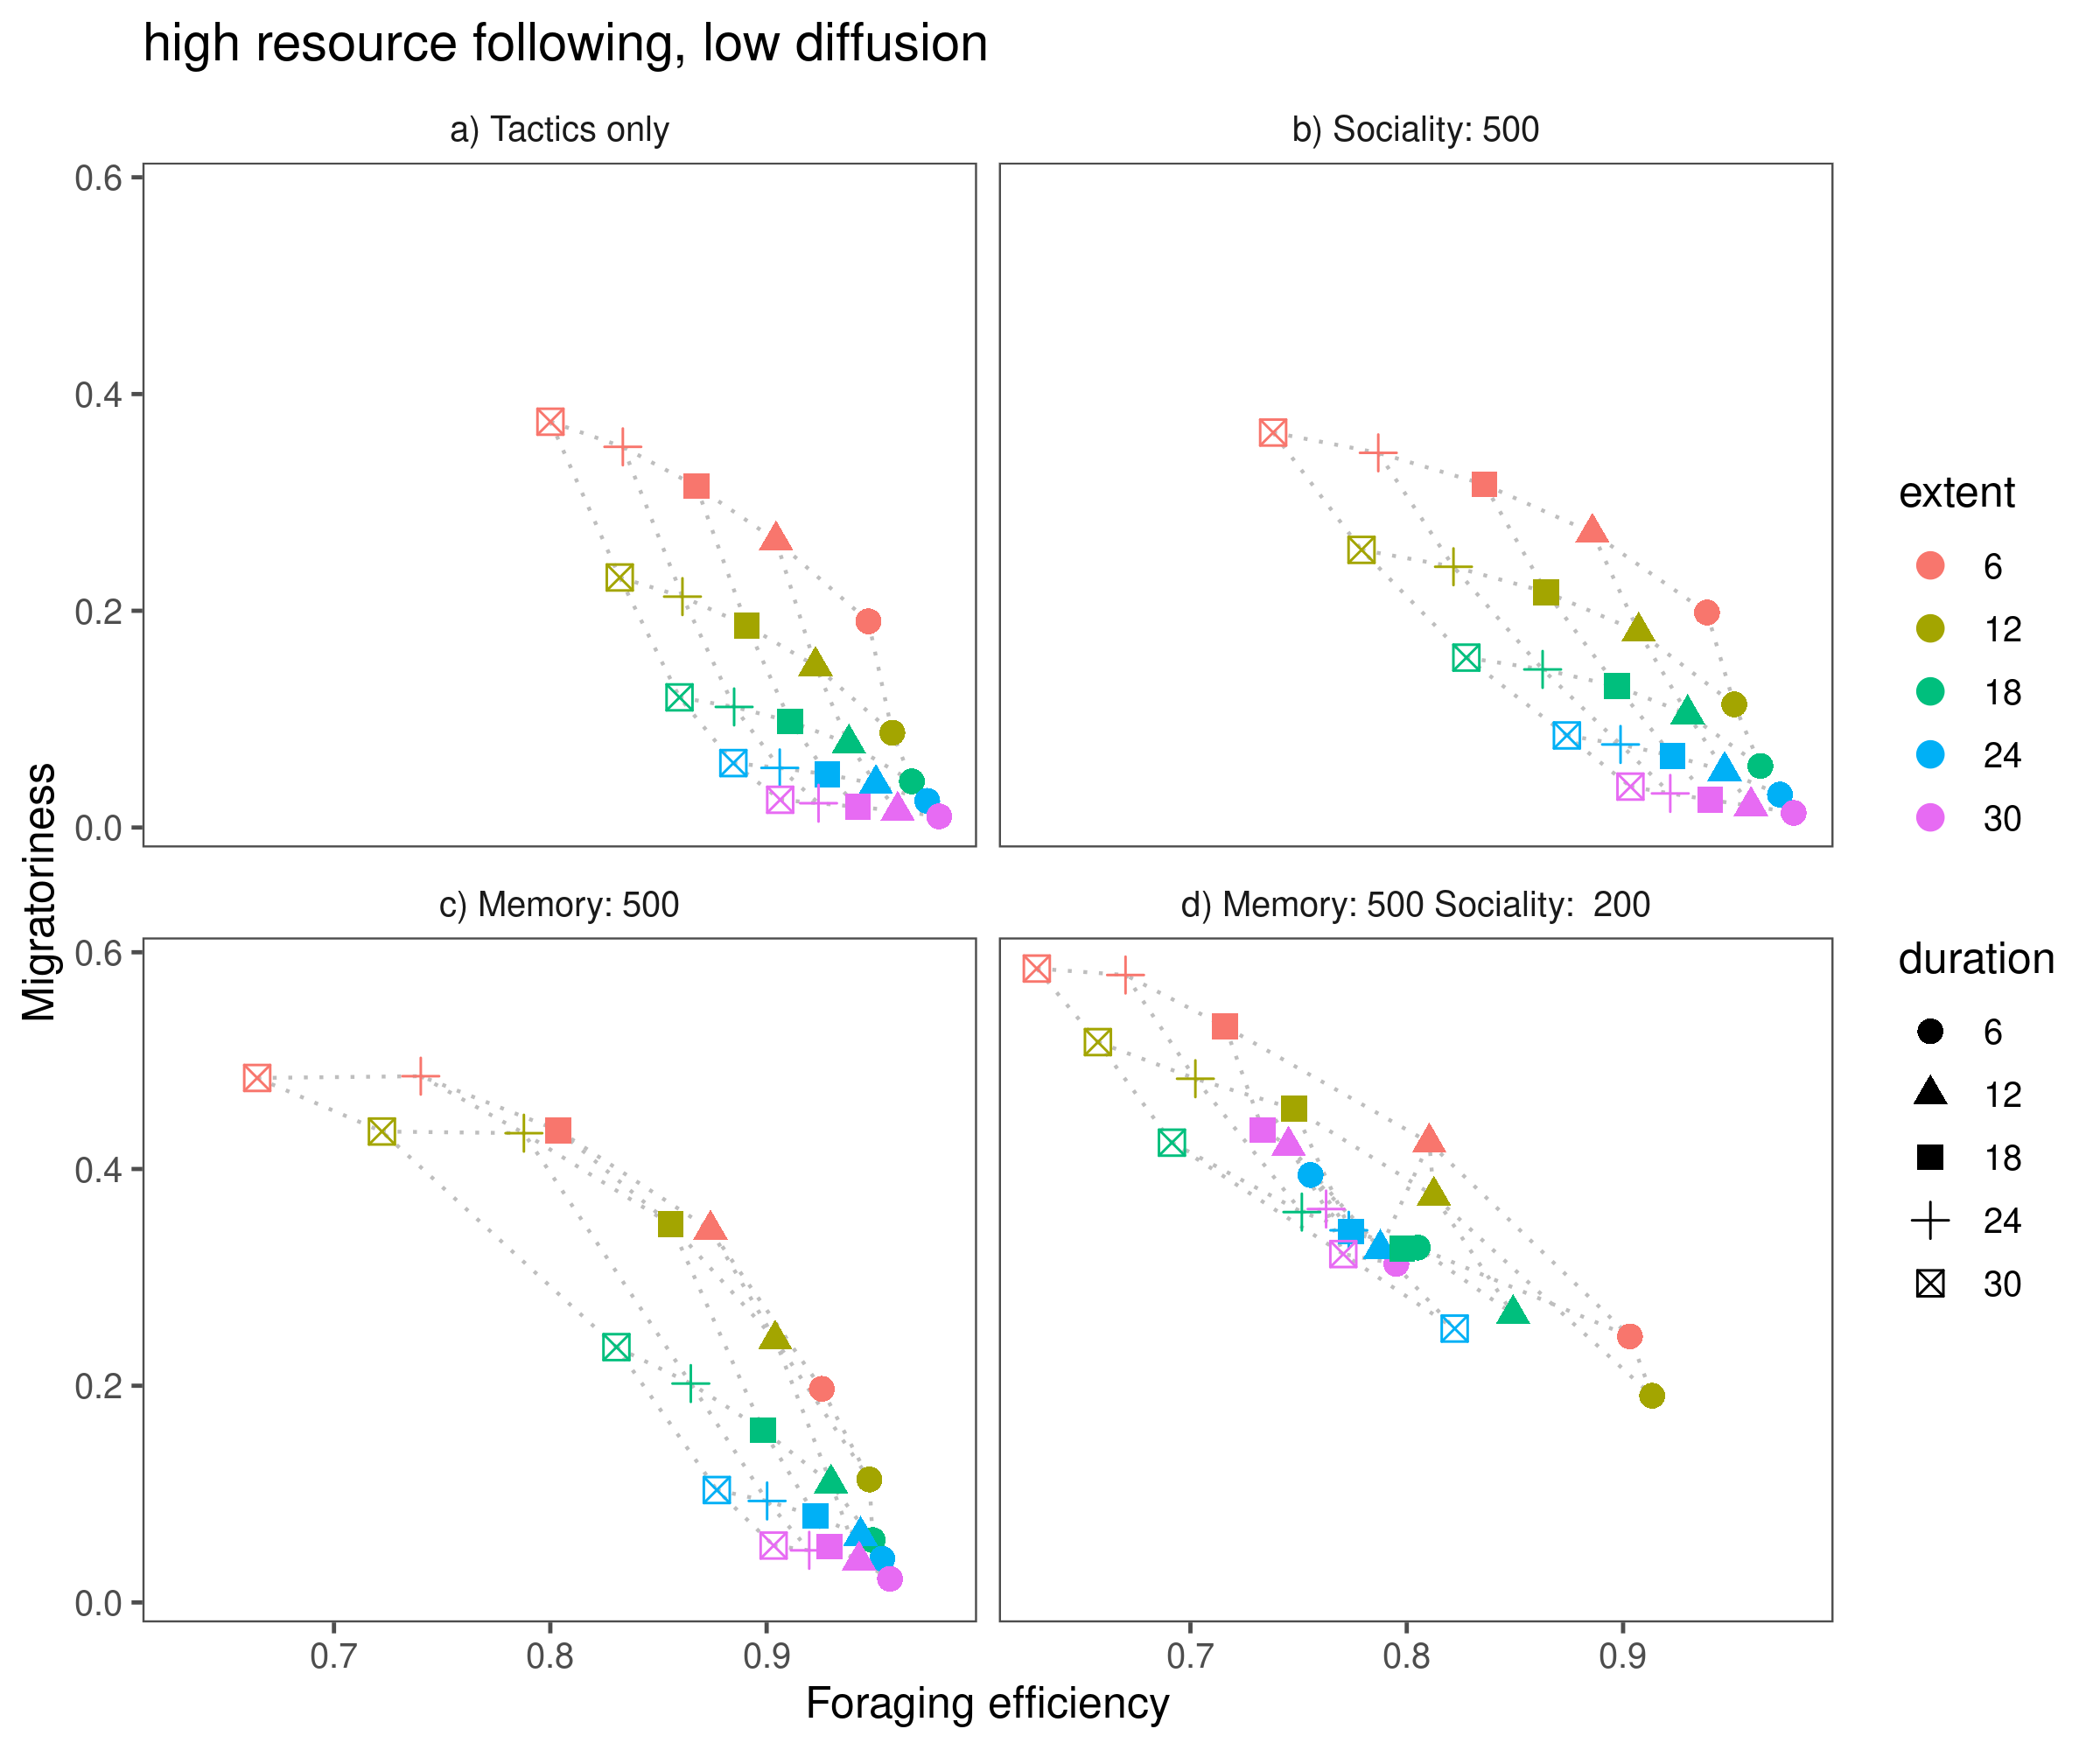 high resource following, low diffusion
a) Tactics only
b) Sociality: 500
0.6
0.4
0.2
0.0
c) Memory: 500
d) Memory: 500 Sociality:  200
0.6
0.4
0.2
0.0
0.7
0.8
0.9
0.7
0.8
0.9
Foraging efficiency
Migratoriness
extent
6
12
18
24
30
duration
6
12
18
24
30